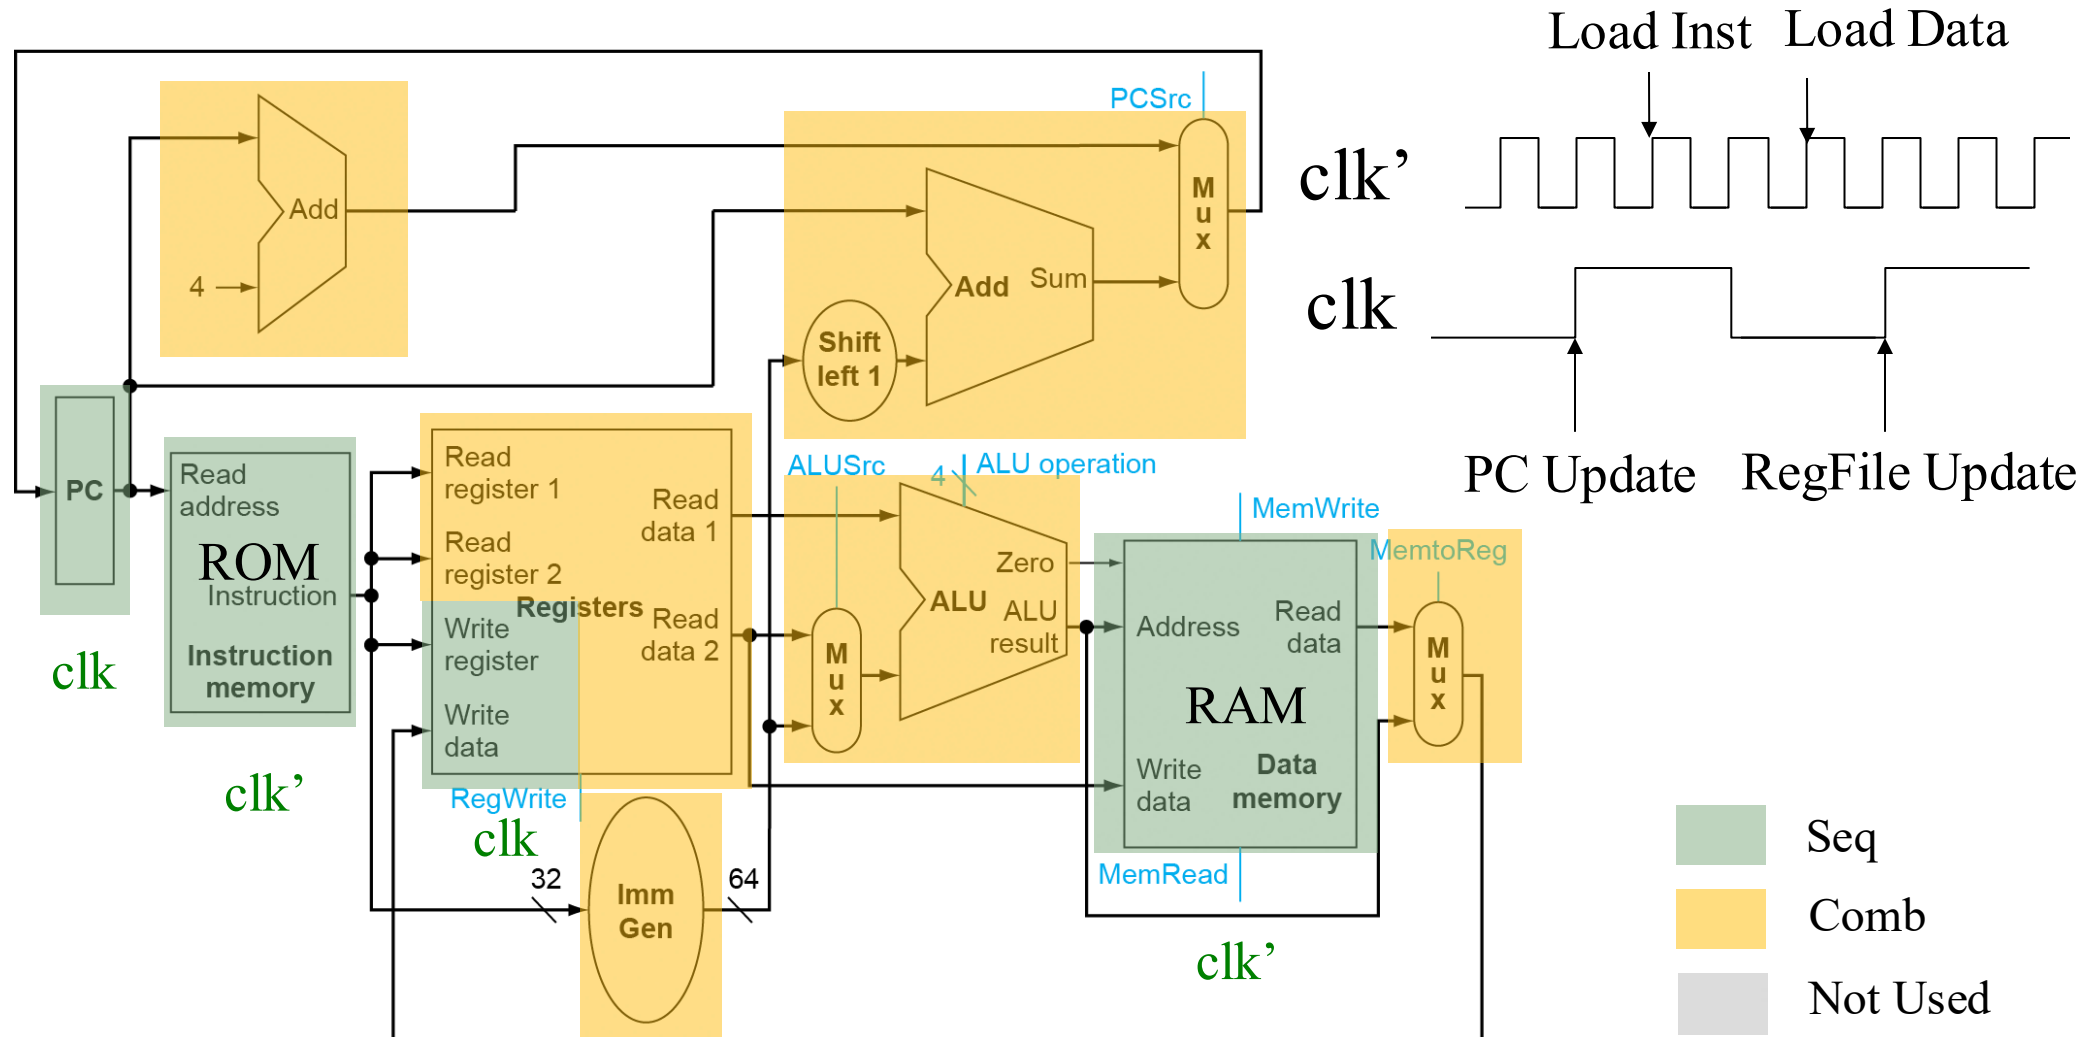 Load Inst
Load Data
PCSrc
clk’
Add
4
M
u
x
Add
Sum
Shift
left 1
clk
PC Update
RegFile Update
PC
Read
address
ROM
Instruction
Instruction
memory
clk
clk’
Read
register 1
Read
register 2
Registers
Write
register
Write
data
Read
data 1
Read
data 2
RegWrite
clk
ALUSrc
4
ALU operation
M
u
x
ALU
Zero
ALU
result
MemWrite
MemtoReg
Address
Read
data
RAM
Write
data
Data
memory
MemRead
M
u
x
clk’
32
Imm
Gen
64
Seq
Comb
Not Used